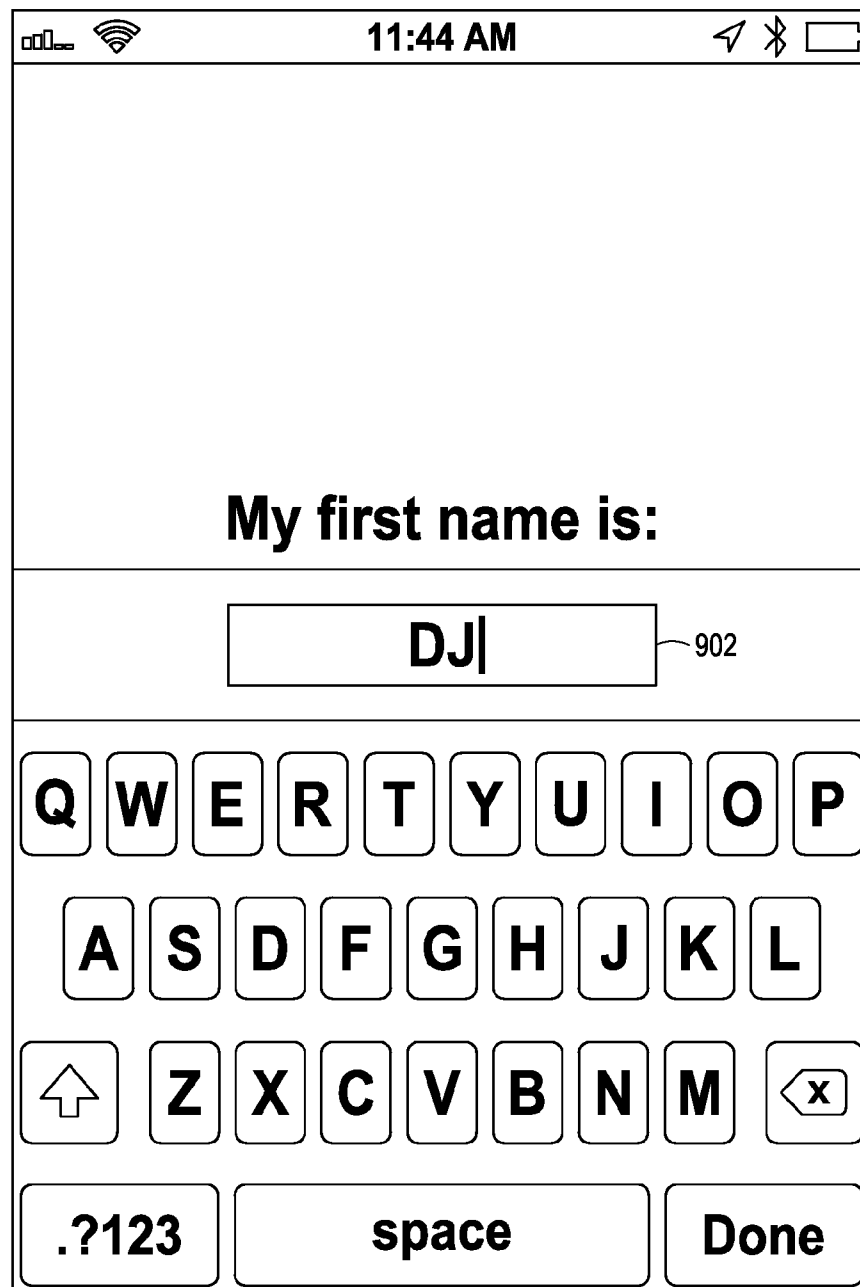 11:44 AM
My first name is:
DJ
902
Q W E R T Y U I O P
A S D F G H J K L
Z X C V B N M X
.?123 space Done